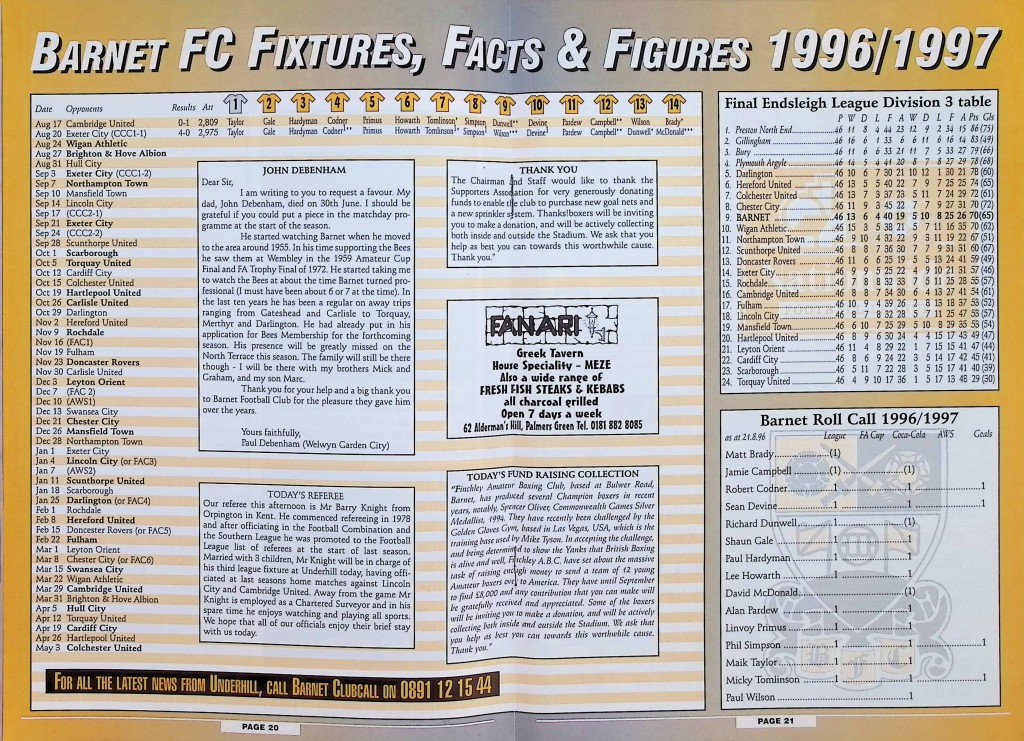 BARNET FC FIXTURES, FACTS & FIGURES 1996/1997
Date Opponents Results Att 1 2 3 4 5 6 7 8 9 10 11 12 13 14
Aug 17 Cambridge United 0-1 2,809 Taylor Gale Hardyman Codner Primus Howarth Tomlinson* Simpson Dunwell** Devine Pardew Campbell** Wilson Brady*
Aug 20 Exeter City (CCC1-1) 4-0 2,975 Taylor Gale Hardyman Codner¹** Primus Howarth Tomlinson¹* Simpson¹ Wilson*** Devine¹ Pardew Campbell** Dunwell* McDonald***
Aug 24 Wigan Athletic
Aug 27 Brighton & Hove Albion
Aug 31 Hull City
Sep 3 Exeter City (CCC1-2)
Sep 7 Northampton Town
Sep 10 Mansfield Town
Sep 14 Lincoln City
Sep 17 (CCC2-1)
Sep 21 Exeter City
Sep 24 (CCC2-2)
Sep 28 Scunthorpe United
Oct 1 Scarborough
Oct 5 Torquay United
Oct 12 Cardiff City
Oct 15 Colchester United
Oct 19 Hartlepool United
Oct 26 Carlisle United
Oct 29 Darlington
Nov 2 Hereford United
Nov 9 Rochdale
Nov 16 (FAC1)
Nov 19 Fulham
Nov 23 Doncaster Rovers
Nov 30 Carlisle United
Dec 3 Leyton Orient
Dec 7 (FAC 2)
Dec 10 (AWS1)
Dec 13 Swansea City
Dec 21 Chester City
Dec 26 Mansfield Town
Dec 28 Northampton Town
Jan 1 Exeter City
Jan 4 Lincoln City (or FAC3)
Jan 7 (AWS2)
Jan 11 Scunthorpe United
Jan 18 Scarborough
Jan 25 Darlington (or FAC4)
Feb 1 Rochdale
Feb 8 Hereford United
Feb 15 Doncester Rovers (or FAC5)
Feb 22 Fulham
Mar 1 Leyton Orient
Mar 8 Chester City (or FAC6)
Mar 15 Swansea City
Mar 22 Wigan Athletic
Mar 29 Cambridge United
Mar 31 Brighton & Hove Albion
Apr 5 Hull City
Apr 12 Torquay United
Apr 19 Cardiff City
Apr 26 Hartlepool United
May 3 Colchester United
JOHN DEBENHAM
Dear Sir,
I am writing to you to request a favour. My
dad, John Debenham, died on 30th June. I should be
grateful if you could put a piece in the matchday pro-
gramme at the start of the season.
He started watching Barnet when he moved
to the area around 1955. In his time supporting the Bees
he saw them at Wembley in the 1959 Amateur Cup
Final and FA Trophy Final of 1972. He started taking me
to watch the Bees at about the time Barnet turned pro-
fessional (I must have been about 6 or 7 at the time). In
the last ten years he has been a regular on away trips
ranging from Gateshead and Carlisle to Torquay,
Merthyr and Darlington. He had already put in his
application for Bees Membership for the forthcoming
season. His presence will be greatly missed on the
North Terrace this season. The family will still be there
though - I will be there with my brothers Mick and
Graham, and my son Marc.
Thank you for your help and a big thank you
to Barnet Football Club for the pleasure they gave him
over the years.
Yours faithfully,
Paul Debenham (Welwyn Garden City)
TODAY'S REFEREE
Our referee this afternoon is Mr Barry Knight from
Orpington in Kent. He commenced refereeing in 1978
and after officiating in the Football Combination and
the Southern League he was promoted to the Football
League list of referees at the start of last season.
Married with 3 children, Mr Knight will be in charge of
his third league fixture at Underhill today, having offi-
ciated at last seasons home matches against Lincoln
City and Cambridge United. Away from the game Mr
Knight is employed as a Chartered Surveyor and in his
spare time he enjoys watching and playing all sports.
We hope that all of our officials enjoy their brief stay
with us today.
THANK YOU
The Chairman and Staff would like to thank the
Supporters Association for very generously donating
funds to enable the club to purchase new goal nets and
a new sprinkler system. Thanks!boxers will be inviting
you to make a donation, and will be actively collecting
both inside and outside the Stadium. We ask that you
help as best you can towards this worthwhile cause.
Thank you."
FANARI
Greek Tavern
House Speciality – MEZE
Also a wide range of
FRESH FISH STEAKS & KEBABS
all charcoal grilled
Open 7 days a week
62 Alderman's Hill, Palmers Green Tel. 0181 882 8085
TODAY'S FUND RAISING COLLECTION
"Finchley Amateur Boxing Club, based at Bulwer Road,
Barnet, has produced several Champion boxers in recent
years, notably, Spencer Oliver, Commonwealth Games Silver
Medallist, 1994. They have recently been challenged by the
Golden Gloves Gym, based in Las Vegas, USA, which is the
training base used by Mike Tyson. In accepting the challenge,
and being determined to show the Yanks that British Boxing
is alive and well, Finchley A.B.C. have set about the massive
task of raising enough money to send a team of 12 young
Amateur boxers over to America. They have until September
to find £8,000 and any contribution that you can make will
be gratefully received and appreciated. Some of the boxers
will be inviting you to make a donation, and will be actively
collecting both inside and outside the Stadium. We ask that
you help as best you can towards this worthwhile cause.
Thank you."
FOR ALL THE LATEST NEWS FROM UNDERHILL, CALL BARNET CLUBCALL ON 0891 12 15 44
PAGE 20
Final Endsleigh League Division 3 table
P W D L F A W D L F A Pts Gls
1. Preston North End 46 11 8 4 44 23 12 9 2 34 15 86 (75)
2. Gillingham 46 16 6 1 33 6 6 11 6 16 14 83 (49)
3. Bury 46 11 6 6 33 21 11 7 5 33 27 79 (66)
4. Plymouth Argyle 46 14 5 4 41 20 8 7 8 27 29 78 (68)
5. Darlington 46 10 6 7 30 21 10 12 1 30 21 78 (60)
6. Hereford United 46 13 5 5 40 22 7 9 7 25 25 74 (65)
7. Colchester United 46 13 7 3 37 23 5 11 7 24 29 72 (61)
8. Chester City 46 11 9 3 45 22 7 7 9 27 31 70 (72)
9. BARNET 46 13 6 4 40 19 5 10 8 25 26 70 (65)
10. Wigan Athletic 46 15 3 5 38 21 5 7 11 24 35 70 (62)
11. Northampton Town 46 9 10 4 32 22 9 3 11 19 22 67 (51)
12. Scunthorpe United 46 8 8 7 36 30 7 7 9 31 31 60 (67)
13. Doncaster Rovers 46 11 6 6 25 19 5 5 13 24 41 59 (49)
14. Exeter City 46 9 9 5 25 22 4 9 10 21 31 57 (46)
15. Rochdale 46 7 8 8 32 33 7 5 11 25 28 55 (57)
16. Cambridge United 46 8 8 7 34 30 6 4 13 27 41 54 (61)
17. Fulham 46 10 9 4 39 26 2 8 13 18 37 53 (57)
18. Lincoln City 46 8 7 8 32 28 5 7 11 25 45 53 (57)
19. Mansfield Town 46 6 10 7 25 29 5 10 8 29 35 53 (54)
20. Hartlepool United 46 8 9 6 30 24 4 4 15 17 43 49 (47)
21. Leyton Orient 46 11 4 8 29 22 1 7 15 15 41 47 (44)
22. Cardiff City 46 8 6 9 24 22 3 5 14 17 42 45 (41)
23. Scarborough 46 5 11 7 22 28 3 5 15 17 41 40 (39)
24. Torquay United 46 4 9 10 17 36 1 5 17 13 48 29 (30)
Barnet Roll Call 1996/1997
as at 21.8.96 League FA Cup Coca-Cola AWS Goals
Matt Brady (1)
Jamie Campbell (1) (1)
Robert Codner 1 1 1
Sean Devine 1 1 1
Richard Dunwell 1 (1)
Shaun Gale 1 1
Paul Hardyman 1 1
Lee Howarth 1 1
David McDonald (1)
Alan Pardew 1 1
Linvoy Primus 1 1
Phil Simpson 1 1 1
Maik Taylor 1 1
Micky Tomlinson 1 1 1
Paul Wilson 1
PAGE 21